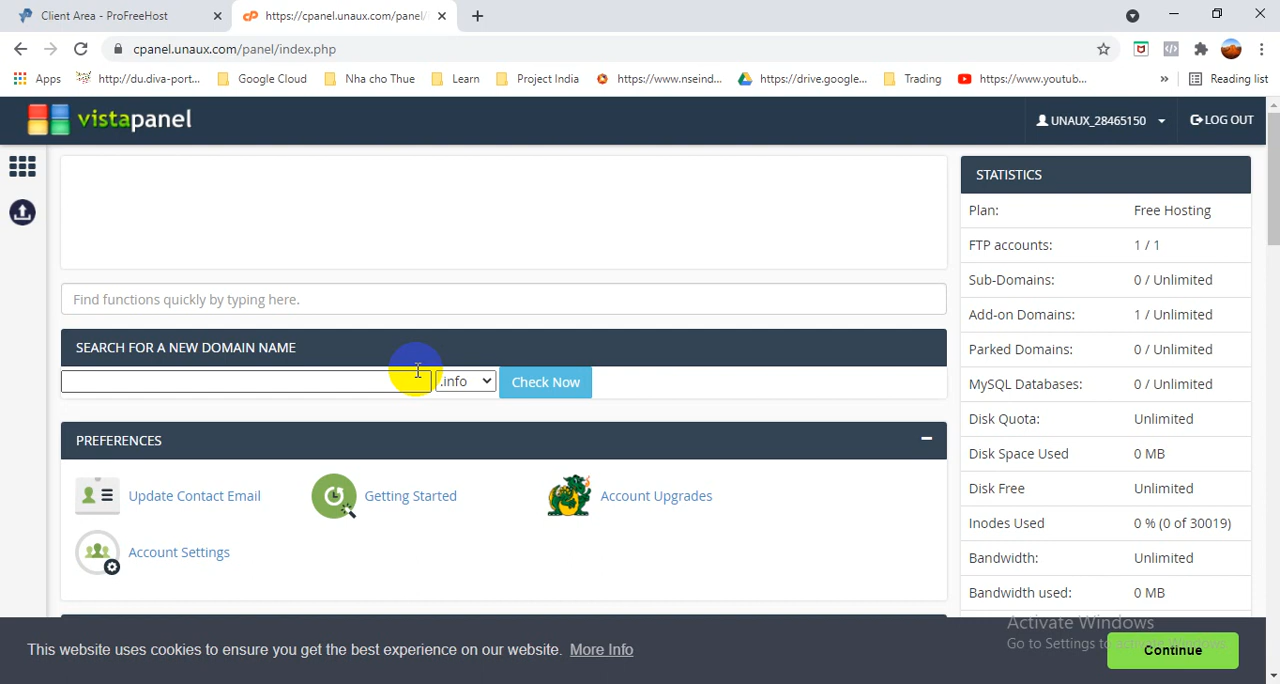 Client Area - ProFreeHost
https://cpanel.unaux.com/panel/
cpanel.unaux.com/panel/index.php
Apps http://du.diva-port... Google Cloud Nha cho Thue Learn Project India https://www.nseind... https://drive.google... Trading https://www.youtub... » Reading list
vistapanel
UNAUX_28465150 LOG OUT
Find functions quickly by typing here.
SEARCH FOR A NEW DOMAIN NAME
.info Check Now
PREFERENCES
Update Contact Email Getting Started Account Upgrades
Account Settings
STATISTICS
Plan: Free Hosting
FTP accounts: 1 / 1
Sub-Domains: 0 / Unlimited
Add-on Domains: 1 / Unlimited
Parked Domains: 0 / Unlimited
MySQL Databases: 0 / Unlimited
Disk Quota: Unlimited
Disk Space Used 0 MB
Disk Free Unlimited
Inodes Used 0 % (0 of 30019)
Bandwidth: Unlimited
Bandwidth used: 0 MB
Activate Windows
Go to Settings to
This website uses cookies to ensure you get the best experience on our website. More Info
Continue